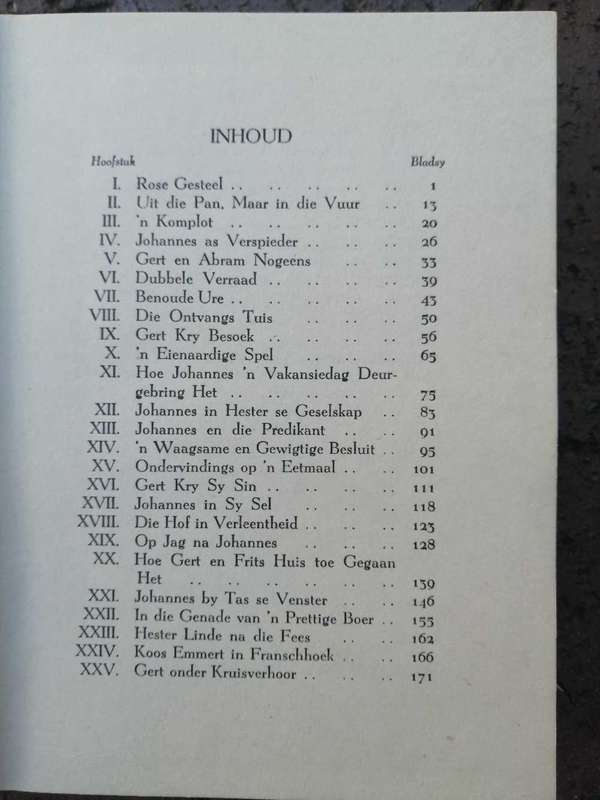 INHOUD
Hoofstuk Bladsy
I. Rose Gesteel .. .. .. .. .. 1
II. Uit die Pan, Maar in die Vuur .. 13
III. 'n Komplot .. .. .. .. .. 20
IV. Johannes as Verspieder .. .. .. 26
V. Gert en Abram Nogeens .. .. 33
VI. Dubbele Verraad .. .. .. .. 39
VII. Benoude Ure .. .. .. .. .. 43
VIII. Die Ontvangs Tuis .. .. .. 50
IX. Gert Kry Besoek .. .. .. .. 56
X. 'n Eienaardige Spel .. .. .. 65
XI. Hoe Johannes 'n Vakansiedag Deur-
gebring Het .. .. .. .. .. 75
XII. Johannes in Hester se Geselskap .. 83
XIII. Johannes en die Predikant .. .. 91
XIV. 'n Waagsame en Gewigtige Besluit .. 95
XV. Ondervindings op 'n Eetmaal .. .. 101
XVI. Gert Kry Sy Sin .. .. .. .. 111
XVII. Johannes in Sy Sel .. .. .. 118
XVIII. Die Hof in Verleentheid .. .. .. 123
XIX. Op Jag na Johannes .. .. .. 128
XX. Hoe Gert en Frits Huis toe Gegaan
Het .. .. .. .. .. .. 139
XXI. Johannes by Tas se Venster .. .. 146
XXII. In die Genade van 'n Prettige Boer .. 155
XXIII. Hester Linde na die Fees .. .. 162
XXIV. Koos Emmert in Franschhoek .. .. 166
XXV. Gert onder Kruisverhoor .. .. .. 171